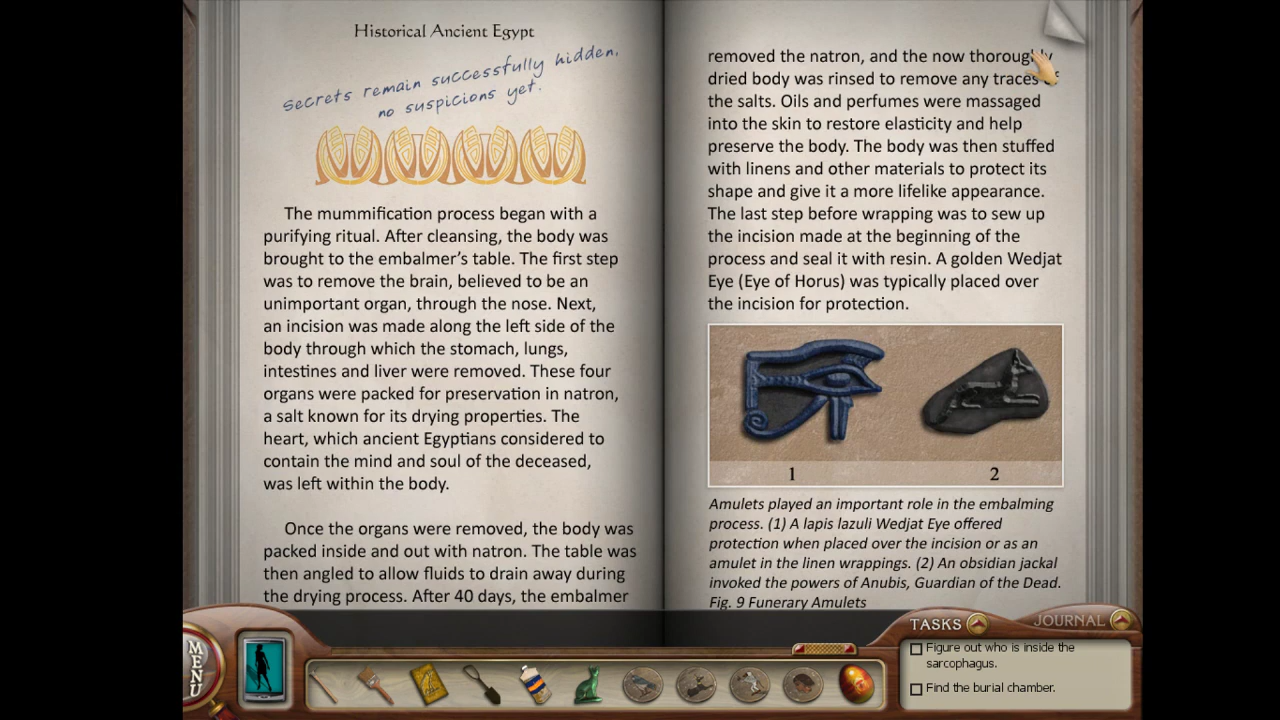 Historical Ancient Egypt
Secrets remain successfully hidden.
no suspicions yet.
The mummification process began with a
purifying ritual. After cleansing, the body was
brought to the embalmer's table. The first step
was to remove the brain, believed to be an
unimportant organ, through the nose. Next,
an incision was made along the left side of the
body through which the stomach, lungs,
intestines and liver were removed. These four
organs were packed for preservation in natron,
a salt known for its drying properties. The
heart, which ancient Egyptians considered to
contain the mind and soul of the deceased,
was left within the body.
Once the organs were removed, the body was
packed inside and out with natron. The table was
then angled to allow fluids to drain away during
the drying process. After 40 days, the embalmer
removed the natron, and the now thoroughly
dried body was rinsed to remove any traces of
the salts. Oils and perfumes were massaged
into the skin to restore elasticity and help
preserve the body. The body was then stuffed
with linens and other materials to protect its
shape and give it a more lifelike appearance.
The last step before wrapping was to sew up
the incision made at the beginning of the
process and seal it with resin. A golden Wedjat
Eye (Eye of Horus) was typically placed over
the incision for protection.
1 2
Amulets played an important role in the embalming
process. (1) A lapis lazuli Wedjat Eye offered
protection when placed over the incision or as an
amulet in the linen wrappings. (2) An obsidian jackal
invoked the powers of Anubis, Guardian of the Dead.
Fig. 9 Funerary Amulets
MENU
TASKS JOURNAL
Figure out who is inside the
sarcophagus.
Find the burial chamber.